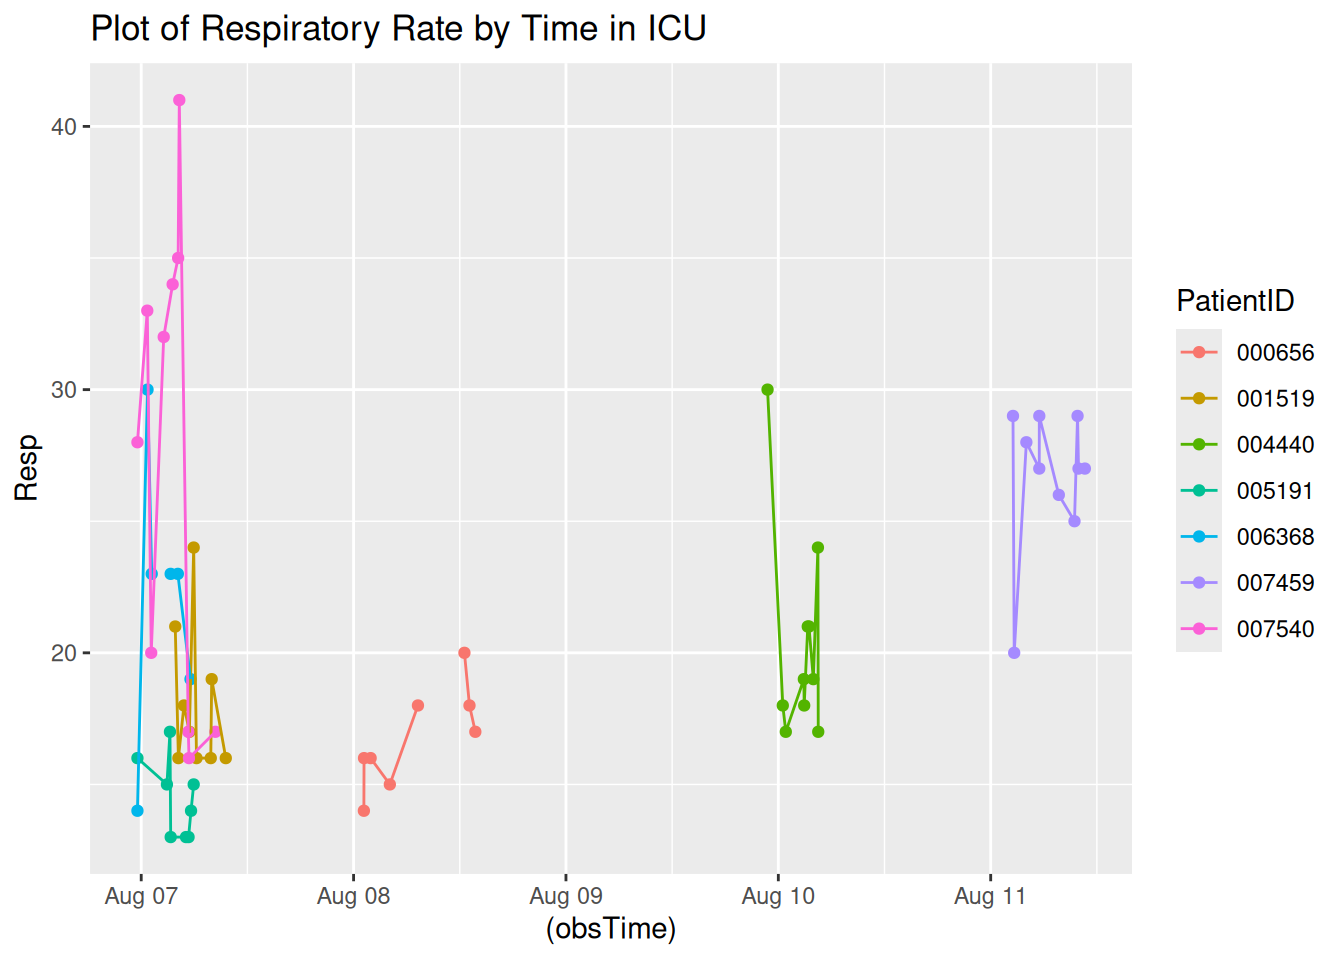 Plot of Respiratory Rate by Time in ICU
Resp
40
30
20
Aug 07 Aug 08 Aug 09 Aug 10 Aug 11
(obsTime)
PatientID
000656
001519
004440
005191
006368
007459
007540